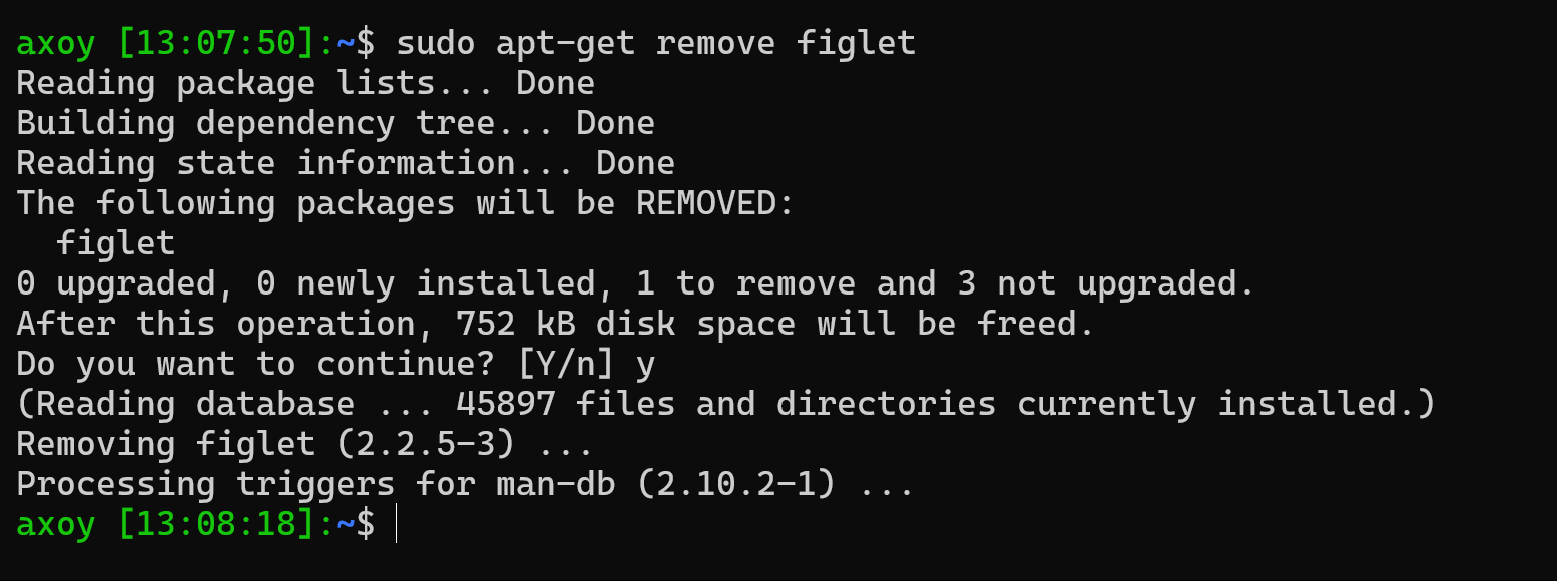 axoy [13:07:50]:~$ sudo apt-get remove figlet
Reading package lists... Done
Building dependency tree... Done
Reading state information... Done
The following packages will be REMOVED:
  figlet
0 upgraded, 0 newly installed, 1 to remove and 3 not upgraded.
After this operation, 752 kB disk space will be freed.
Do you want to continue? [Y/n] y
(Reading database ... 45897 files and directories currently installed.)
Removing figlet (2.2.5-3) ...
Processing triggers for man-db (2.10.2-1) ...
axoy [13:08:18]:~$